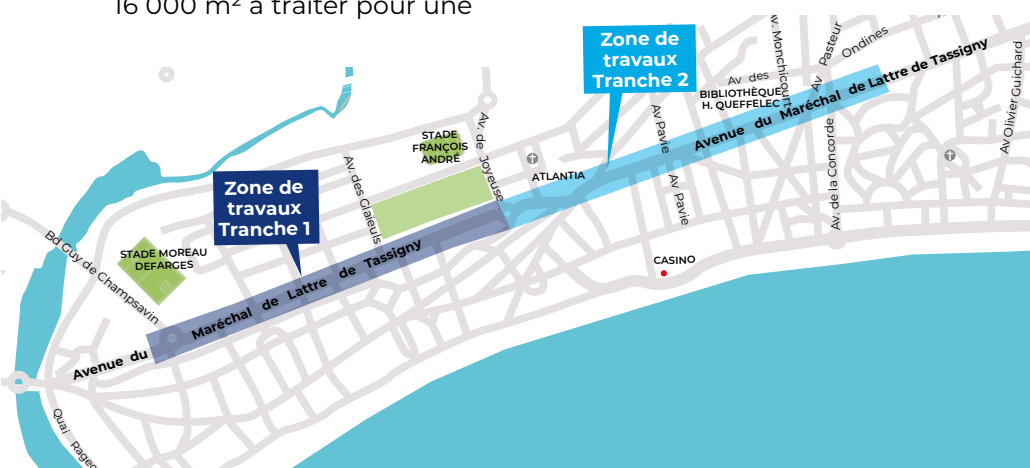 16 000 m² à traiter pour une
Zone de
travaux
Tranche 2
Av. Monchicourt
Av Pasteur
Ondines
Av des
BIBLIOTHÈQUE
H. QUEFFELEC
Avenue du Maréchal de Lattre de Tassigny
Av Olivier Guichard
Av Pavie
Av. de la Concorde
STADE
FRANÇOIS
ANDRÉ
Av. de Joyeuse
ATLANTIA
Av Pavie
Av. des Glaïeuls
Zone de
travaux
Tranche 1
STADE MOREAU
DEFARGES
Bd Guy de Champsavin
CASINO
Avenue du Maréchal de Lattre de Tassigny
Quai